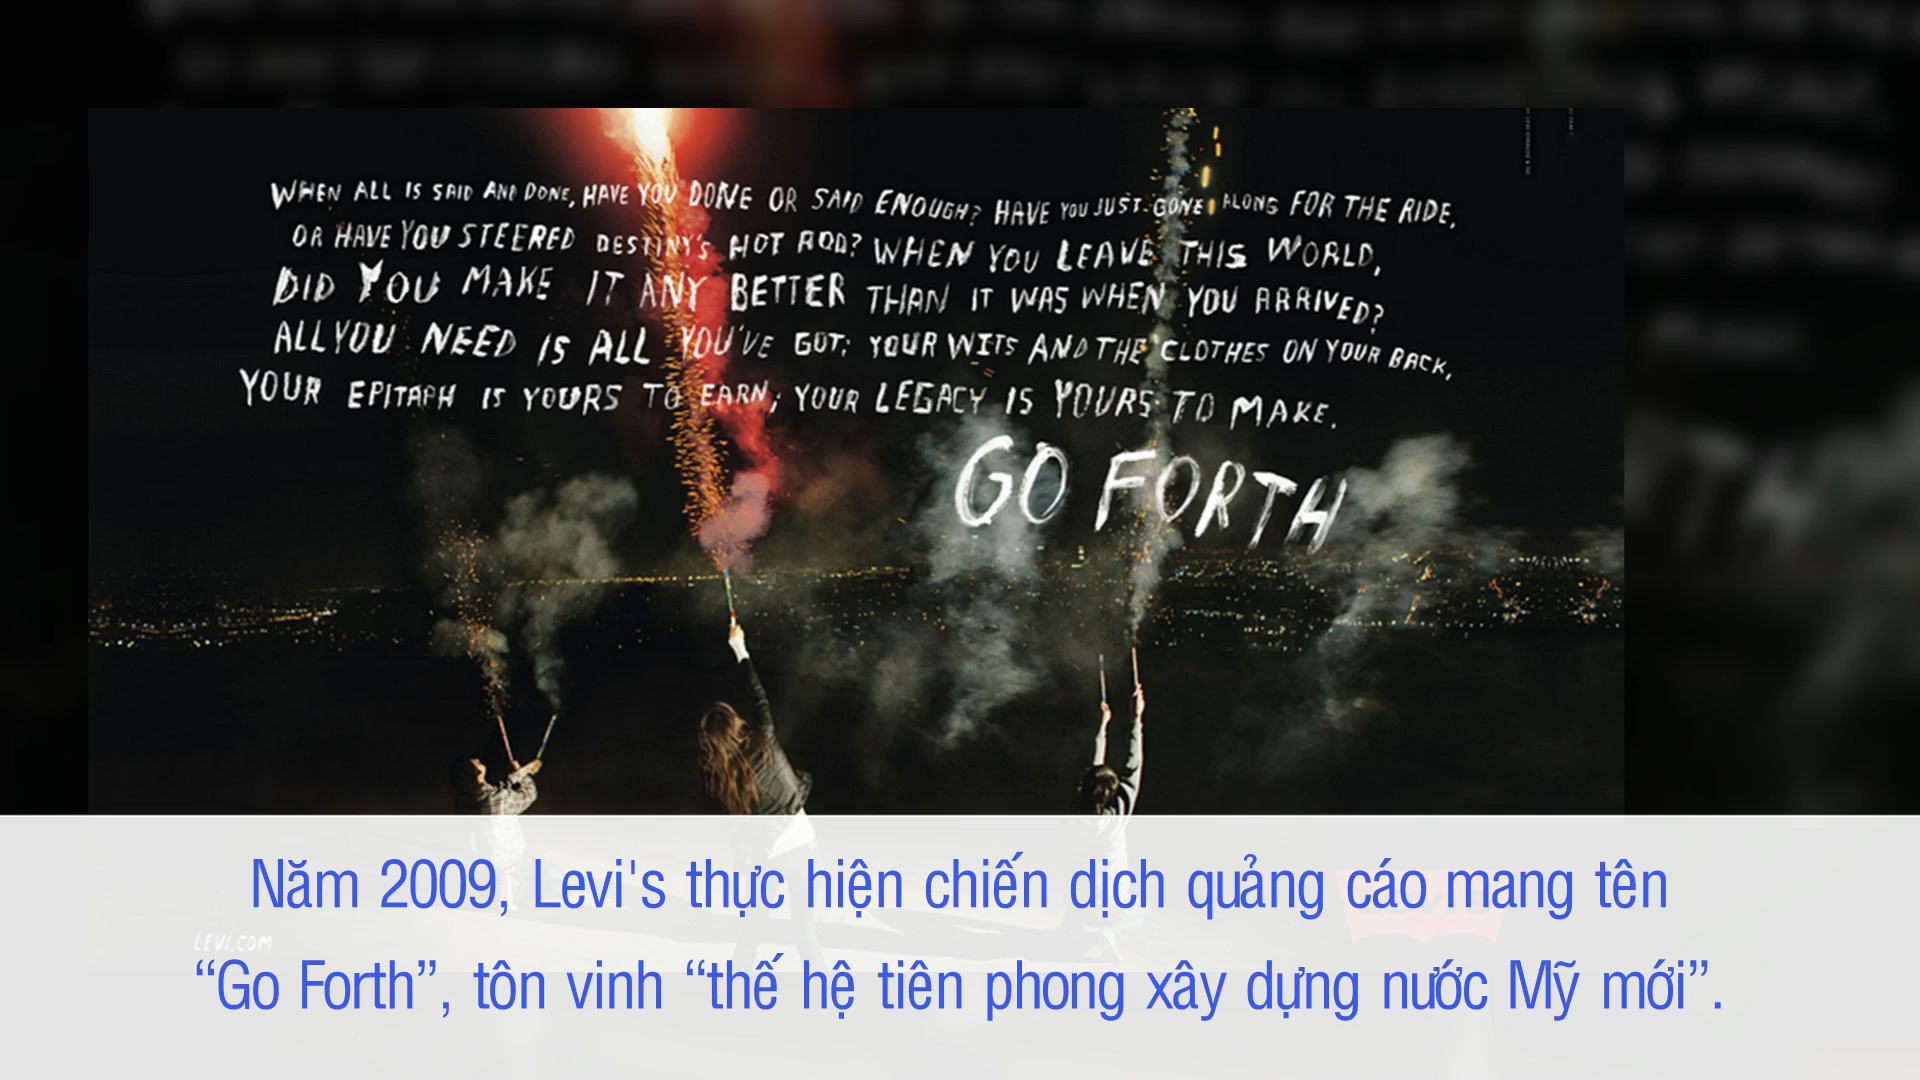 WHEN ALL IS SAID AND DONE, HAVE YOU DONE OR SAID ENOUGH? HAVE YOU JUST GONE ALONG FOR THE RIDE,
OR HAVE YOU STEERED DESTINY'S HOT ROD? WHEN YOU LEAVE THIS WORLD,
DID YOU MAKE IT ANY BETTER THAN IT WAS WHEN YOU ARRIVED?
ALL YOU NEED IS ALL YOU'VE GOT: YOUR WITS AND THE CLOTHES ON YOUR BACK,
YOUR EPITAPH IS YOURS TO EARN; YOUR LEGACY IS YOURS TO MAKE.
GO FORTH
Năm 2009, Levi's thực hiện chiến dịch quảng cáo mang tên
LEVI.COM
“Go Forth”, tôn vinh “thế hệ tiên phong xây dựng nước Mỹ mới”.